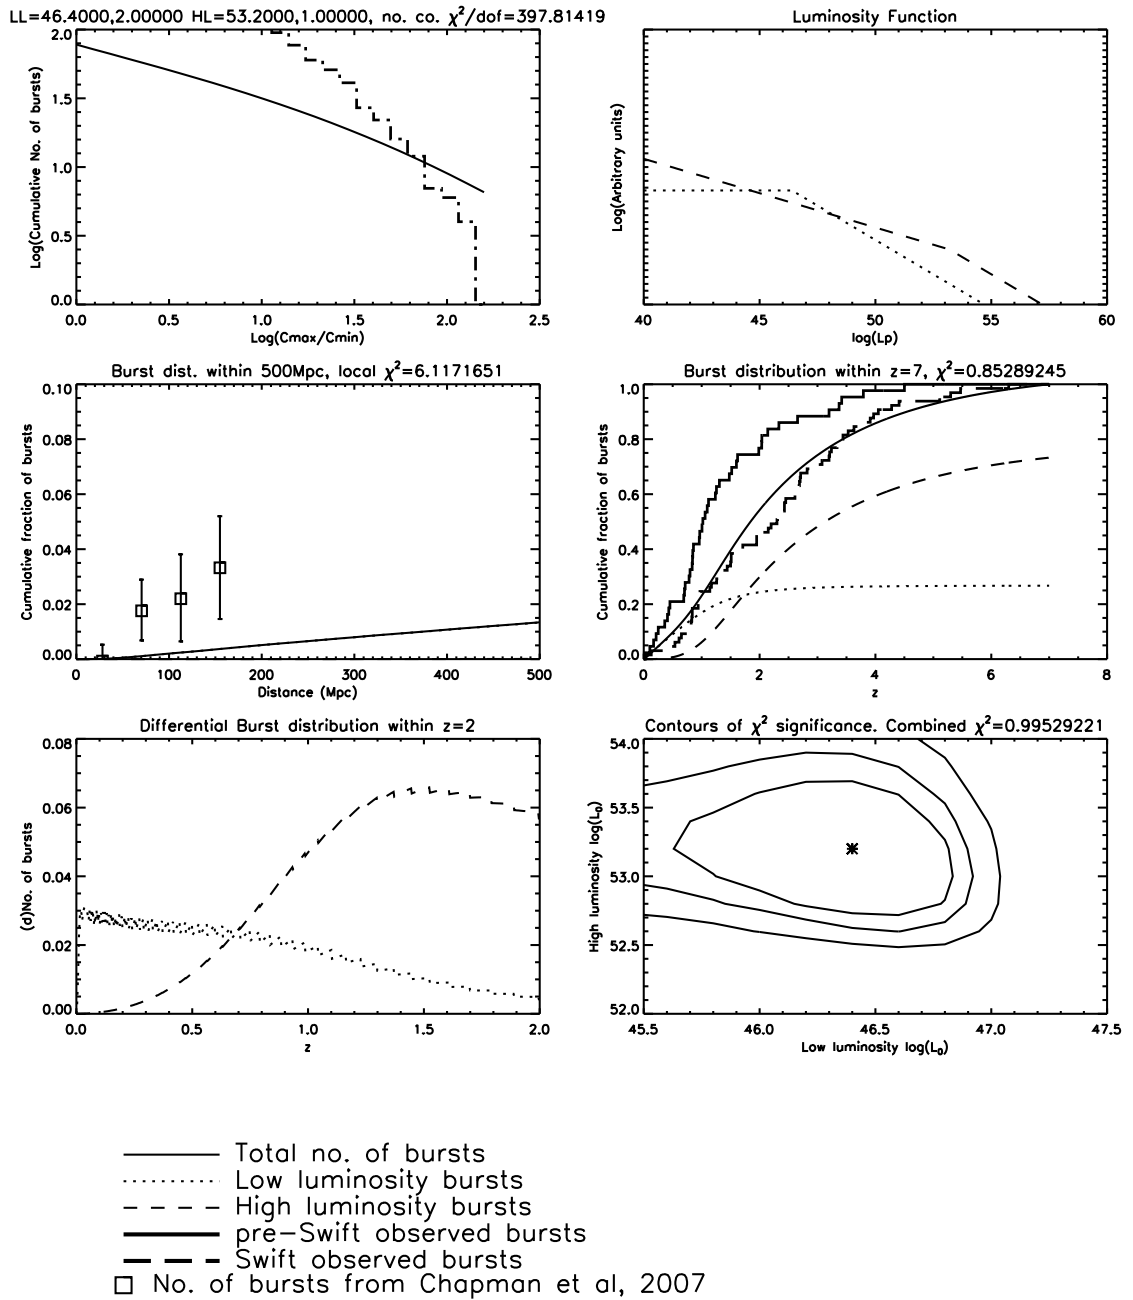 LL=46.4000,2.00000 HL=53.2000,1.00000, no. co. χ²/dof=397.81419
Log(Cumulative No. of bursts)
2.0
1.5
1.0
0.5
0.0
0.0 0.5 1.0 1.5 2.0 2.5
Log(Cmax/Cmin)
Luminosity Function
Log(Arbitrary units)
40 45 50 55 60
log(Lp)
Burst dist. within 500Mpc, local χ²=6.1171651
Cumulative fraction of bursts
0.10
0.08
0.06
0.04
0.02
0.00
0 100 200 300 400 500
Distance (Mpc)
Burst distribution within z=7, χ²=0.85289245
Cumulative fraction of bursts
1.0
0.8
0.6
0.4
0.2
0.0
0 2 4 6 8
z
Differential Burst distribution within z=2
(d)No. of bursts
0.08
0.06
0.04
0.02
0.00
0.0 0.5 1.0 1.5 2.0
z
Contours of χ² significance. Combined χ²=0.99529221
High luminosity log(L₀)
54.0
53.5
53.0
52.5
52.0
45.5 46.0 46.5 47.0 47.5
Low luminosity log(L₀)
Total no. of bursts
Low luminosity bursts
High luminosity bursts
pre-Swift observed bursts
Swift observed bursts
No. of bursts from Chapman et al, 2007